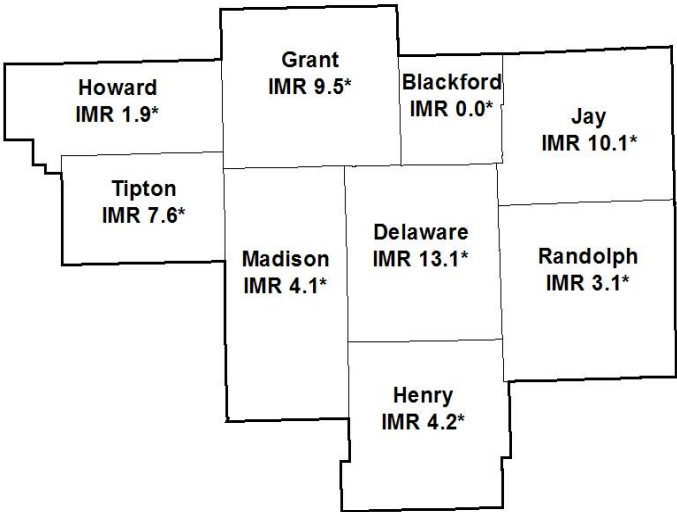 Grant
IMR 9.5*
Howard
IMR 1.9*
Blackford
IMR 0.0*
Jay
IMR 10.1*
Tipton
IMR 7.6*
Madison
IMR 4.1*
Delaware
IMR 13.1*
Randolph
IMR 3.1*
Henry
IMR 4.2*